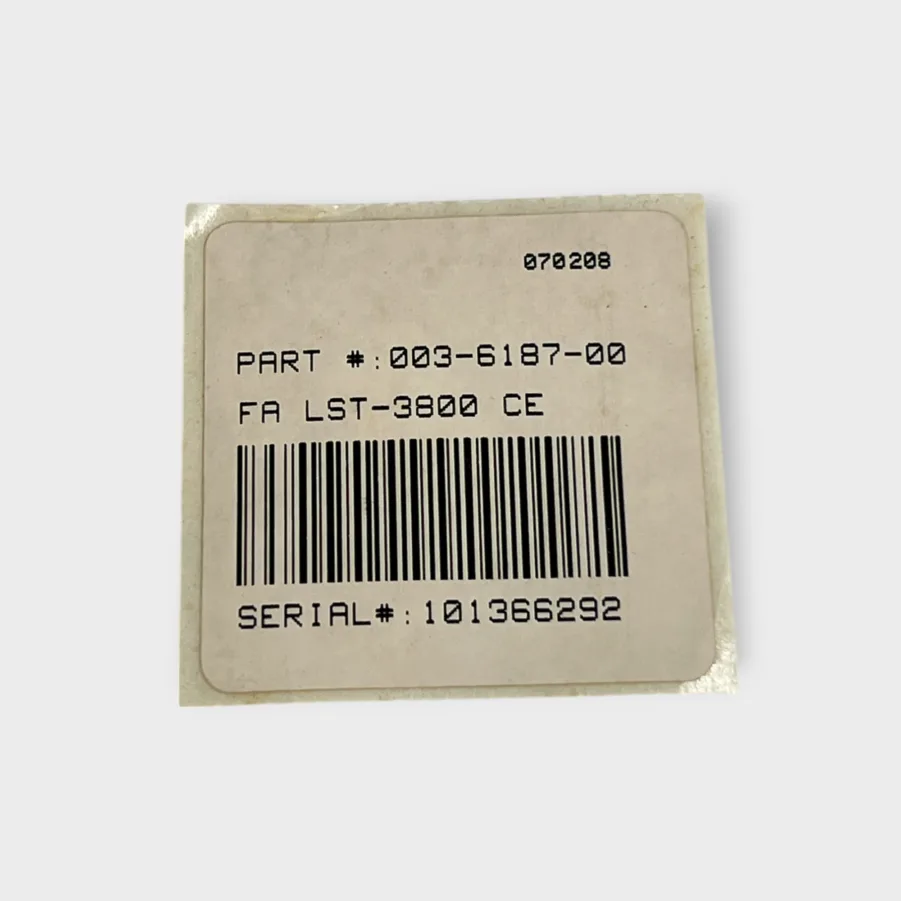 070208
PART #:003-6187-00
FA LST-3800 CE
SERIAL#:101366292